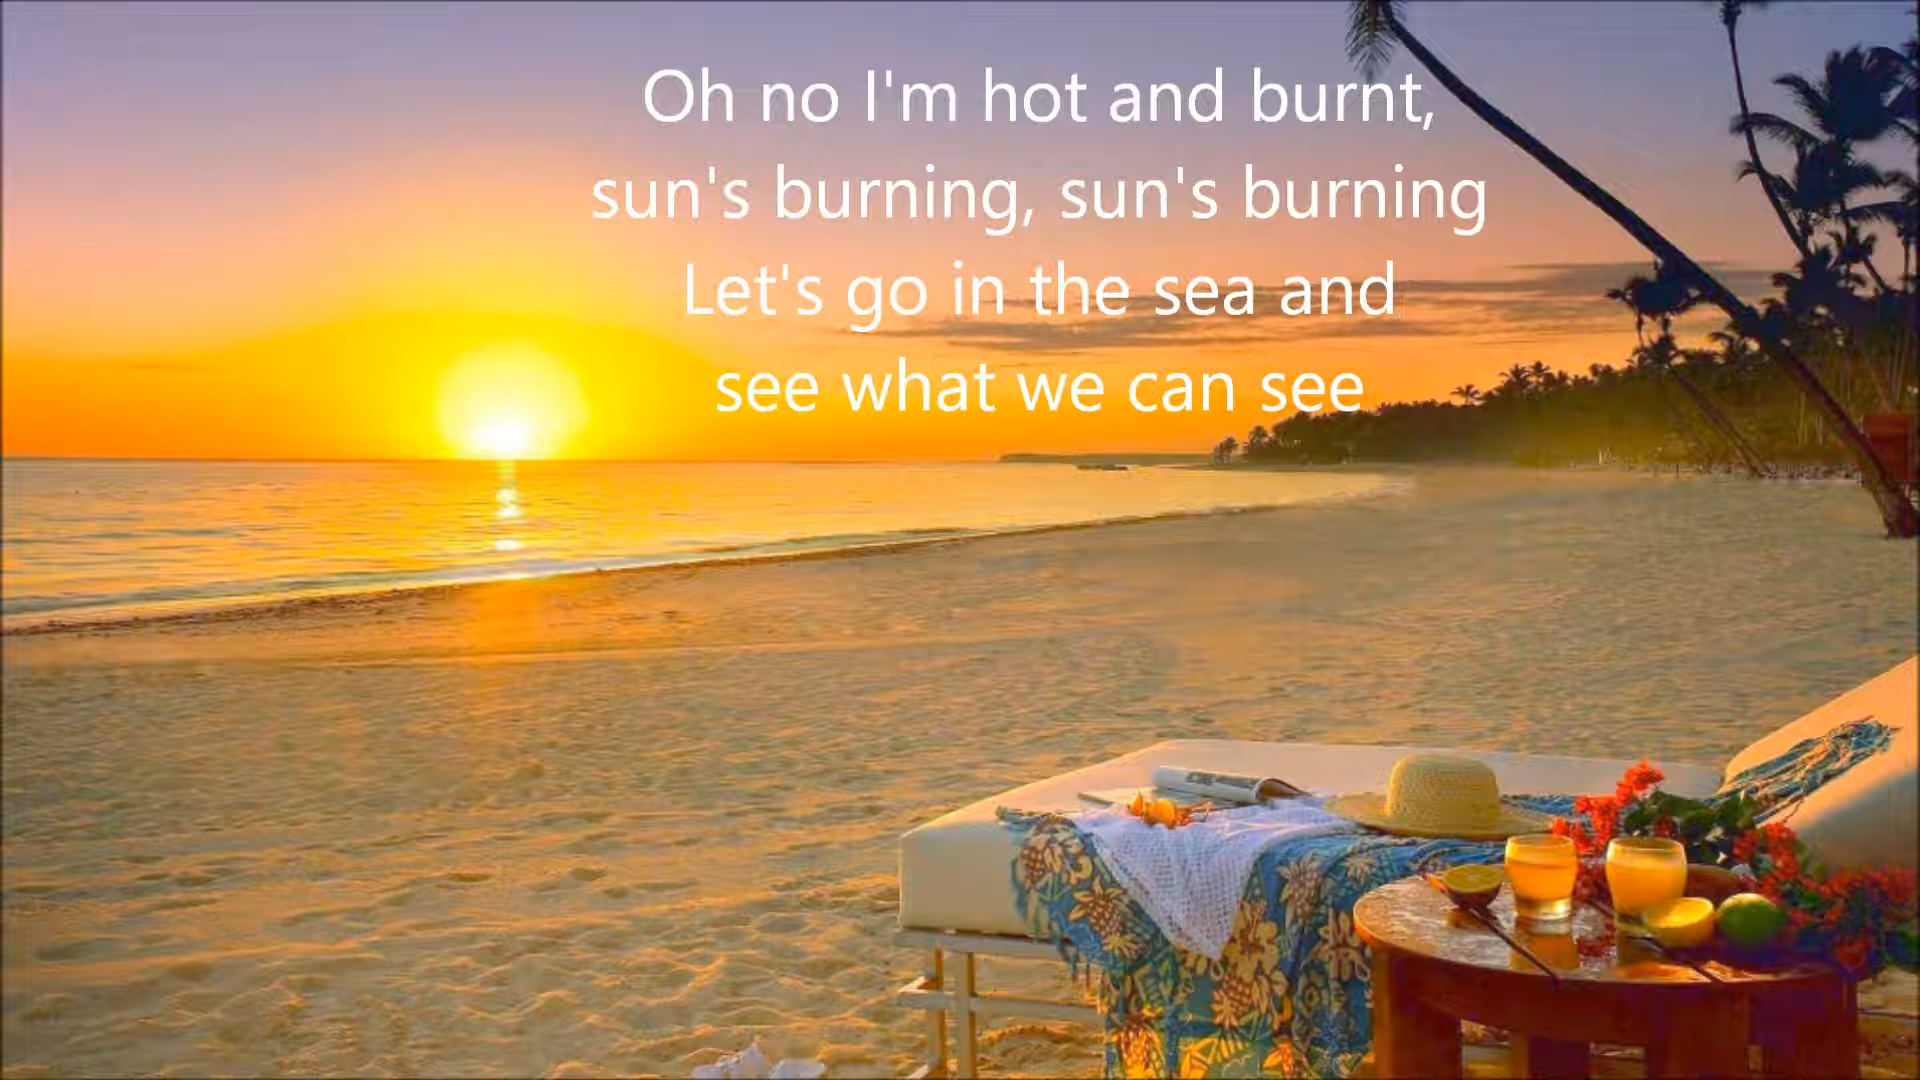 Oh no I'm hot and burnt,
sun's burning, sun's burning
Let's go in the sea and
see what we can see